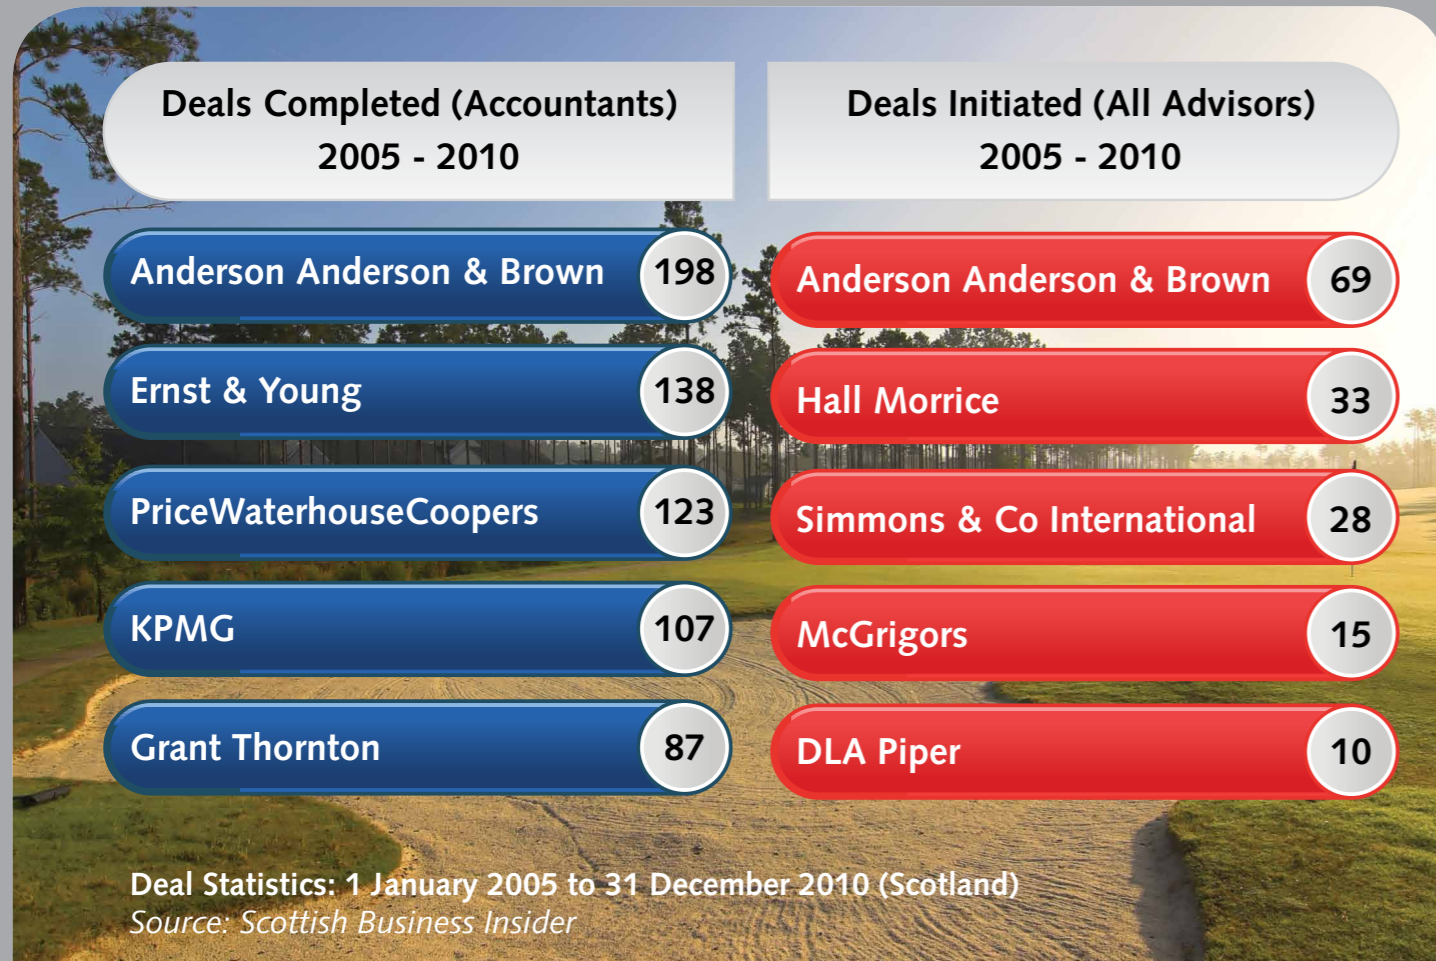 Deals Completed (Accountants)
2005 - 2010
Anderson Anderson & Brown 198
Ernst & Young 138
PriceWaterhouseCoopers 123
KPMG 107
Grant Thornton 87
Deals Initiated (All Advisors)
2005 - 2010
Anderson Anderson & Brown 69
Hall Morrice 33
Simmons & Co International 28
McGrigors 15
DLA Piper 10
Deal Statistics: 1 January 2005 to 31 December 2010 (Scotland)
Source: Scottish Business Insider